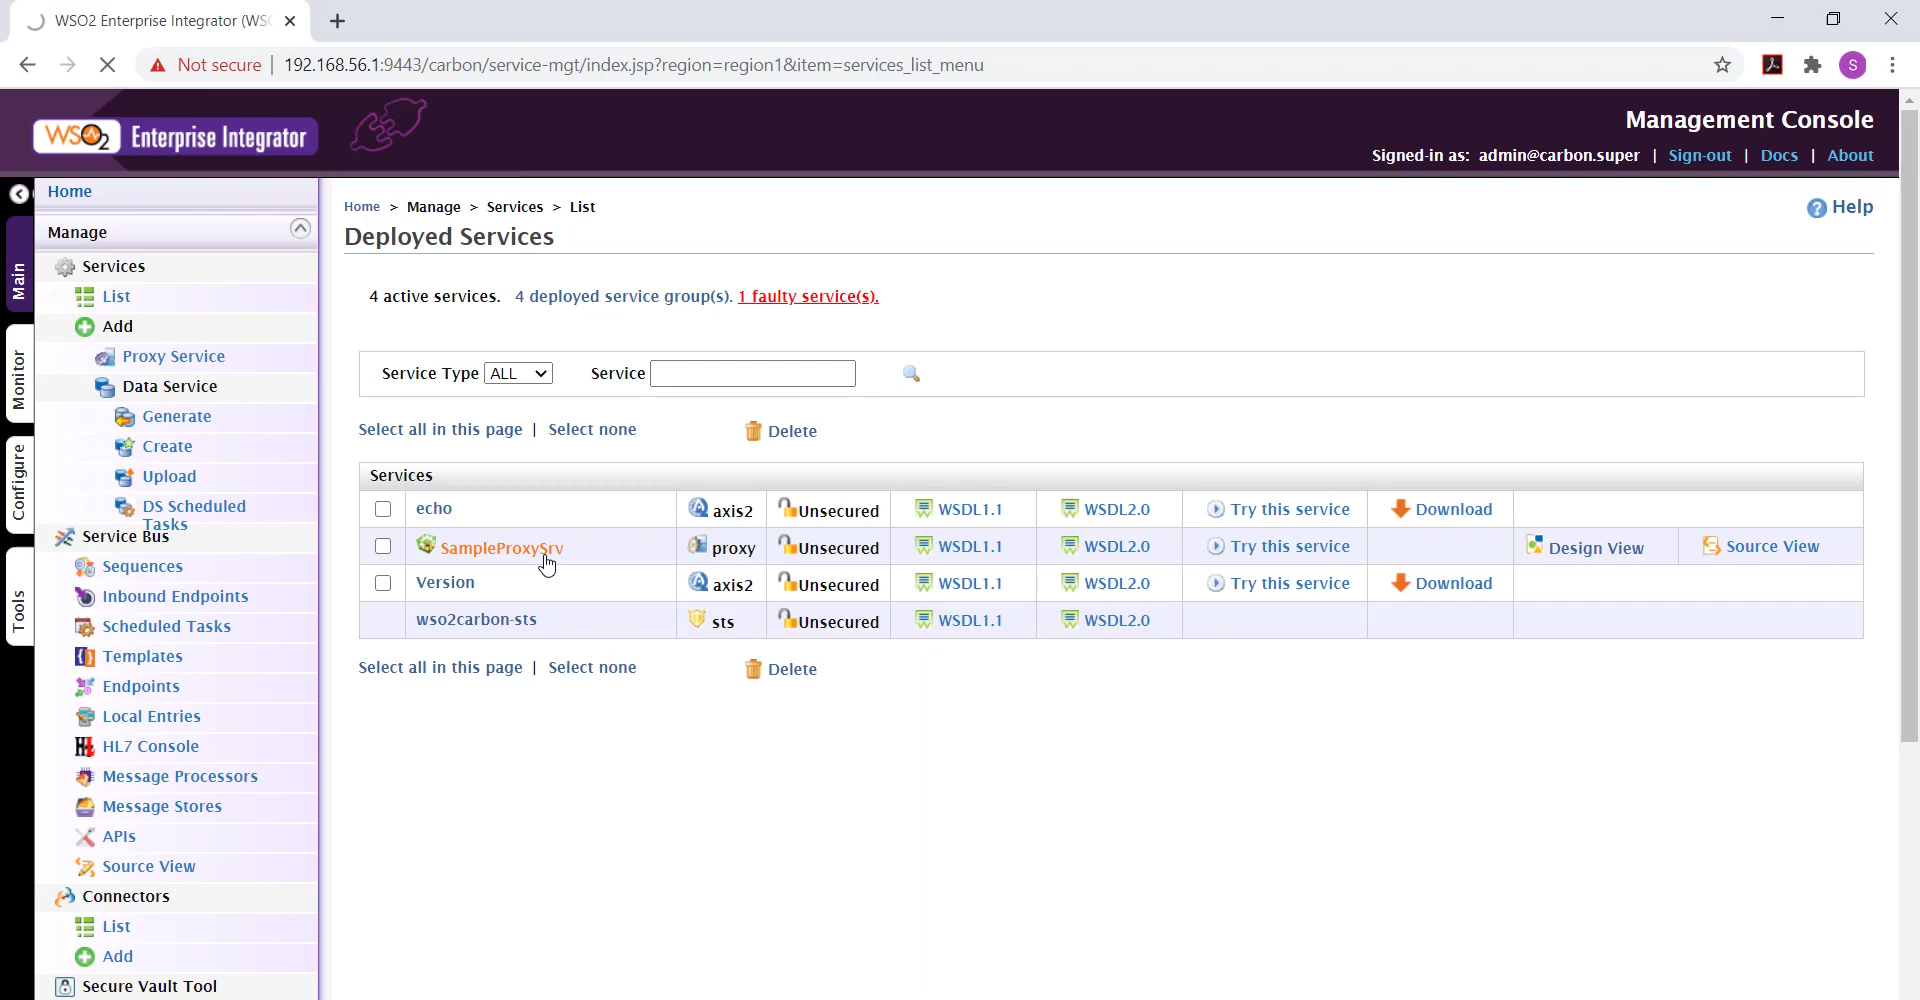 WSO2 Enterprise Integrator (WSO
Not secure | 192.168.56.1:9443/carbon/service-mgt/index.jsp?region=region1&item=services_list_menu
S
WSO2 Enterprise Integrator
Management Console
Signed-in as: admin@carbon.super | Sign-out | Docs | About
Main
Monitor
Configure
Tools
Home
Manage
Services
List
Add
Proxy Service
Data Service
Generate
Create
Upload
DS Scheduled
Tasks
Service Bus
Sequences
Inbound Endpoints
Scheduled Tasks
Templates
Endpoints
Local Entries
HL7 Console
Message Processors
Message Stores
APIs
Source View
Connectors
List
Add
Secure Vault Tool
Home > Manage > Services > List
Help
Deployed Services
4 active services. 4 deployed service group(s). 1 faulty service(s).
Service Type ALL Service
Select all in this page | Select none Delete
Services
echo axis2 Unsecured WSDL1.1 WSDL2.0 Try this service Download
SampleProxySrv proxy Unsecured WSDL1.1 WSDL2.0 Try this service Design View Source View
Version axis2 Unsecured WSDL1.1 WSDL2.0 Try this service Download
wso2carbon-sts sts Unsecured WSDL1.1 WSDL2.0
Select all in this page | Select none Delete